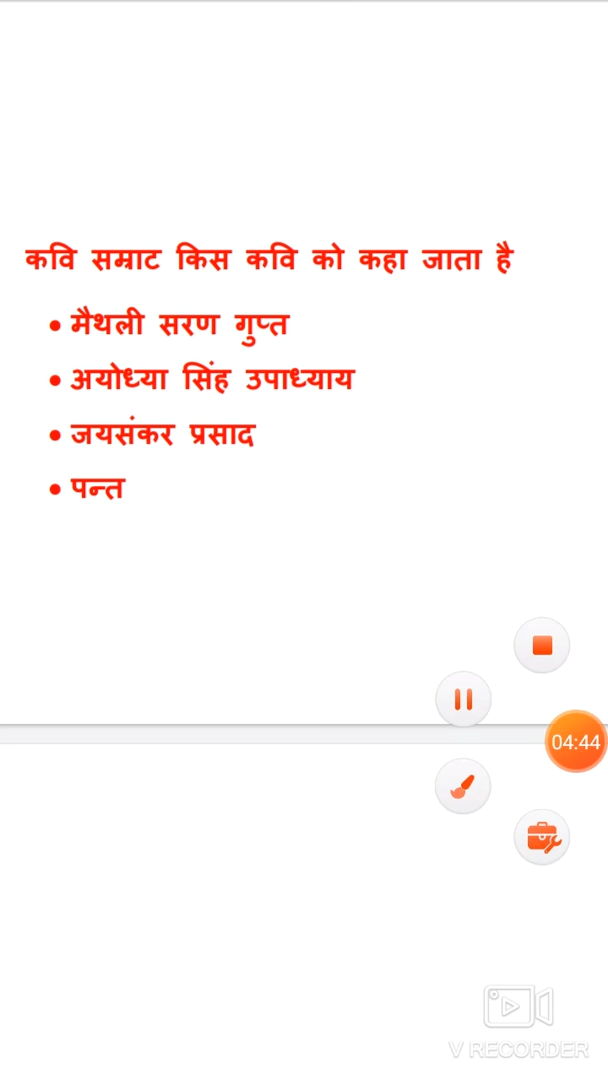 कवि सम्राट किस कवि को कहा जाता है
• मैथली सरण गुप्त
• अयोध्या सिंह उपाध्याय
• जयसंकर प्रसाद
• पन्त
04:44
V RECORDER